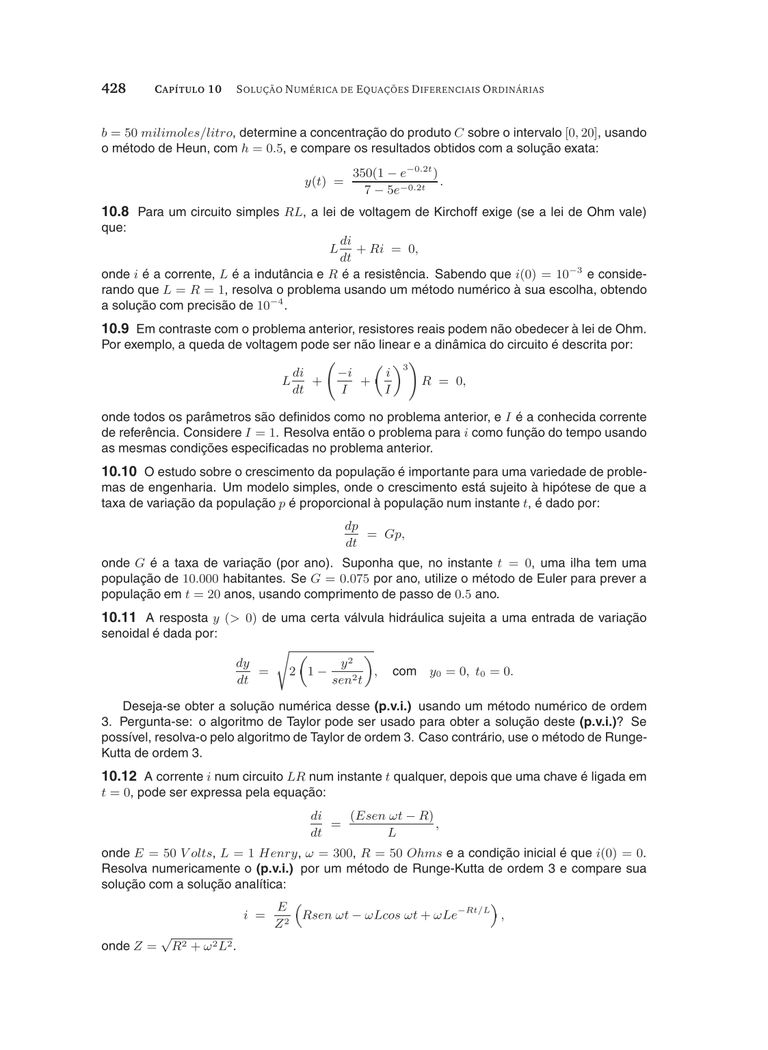 428 CAPÍTULO 10 SOLUÇÃO NUMÉRICA DE EQUAÇÕES DIFERENCIAIS ORDINÁRIAS
b = 50 milimoles/litro, determine a concentração do produto C sobre o intervalo [0, 20], usando
o método de Heun, com h = 0.5, e compare os resultados obtidos com a solução exata:
y(t) = \frac{350(1 − e^{−0.2t})}{7 − 5e^{−0.2t}}.
10.8 Para um circuito simples RL, a lei de voltagem de Kirchoff exige (se a lei de Ohm vale)
que:
L\frac{di}{dt} + Ri = 0,
onde i é a corrente, L é a indutância e R é a resistência. Sabendo que i(0) = 10^{−3} e conside-
rando que L = R = 1, resolva o problema usando um método numérico à sua escolha, obtendo
a solução com precisão de 10^{−4}.
10.9 Em contraste com o problema anterior, resistores reais podem não obedecer à lei de Ohm.
Por exemplo, a queda de voltagem pode ser não linear e a dinâmica do circuito é descrita por:
L\frac{di}{dt} + \left(\frac{−i}{I} + \left(\frac{i}{I}\right)^3\right) R = 0,
onde todos os parâmetros são definidos como no problema anterior, e I é a conhecida corrente
de referência. Considere I = 1. Resolva então o problema para i como função do tempo usando
as mesmas condições especificadas no problema anterior.
10.10 O estudo sobre o crescimento da população é importante para uma variedade de proble-
mas de engenharia. Um modelo simples, onde o crescimento está sujeito à hipótese de que a
taxa de variação da população p é proporcional à população num instante t, é dado por:
\frac{dp}{dt} = Gp,
onde G é a taxa de variação (por ano). Suponha que, no instante t = 0, uma ilha tem uma
população de 10.000 habitantes. Se G = 0.075 por ano, utilize o método de Euler para prever a
população em t = 20 anos, usando comprimento de passo de 0.5 ano.
10.11 A resposta y (> 0) de uma certa válvula hidráulica sujeita a uma entrada de variação
senoidal é dada por:
\frac{dy}{dt} = \sqrt{2\left(1 − \frac{y^2}{sen^2t}\right)}, com y_0 = 0, t_0 = 0.
Deseja-se obter a solução numérica desse (p.v.i.) usando um método numérico de ordem
3. Pergunta-se: o algoritmo de Taylor pode ser usado para obter a solução deste (p.v.i.)? Se
possível, resolva-o pelo algoritmo de Taylor de ordem 3. Caso contrário, use o método de Runge-
Kutta de ordem 3.
10.12 A corrente i num circuito LR num instante t qualquer, depois que uma chave é ligada em
t = 0, pode ser expressa pela equação:
\frac{di}{dt} = \frac{(Esen ωt − R)}{L},
onde E = 50 Volts, L = 1 Henry, ω = 300, R = 50 Ohms e a condição inicial é que i(0) = 0.
Resolva numericamente o (p.v.i.) por um método de Runge-Kutta de ordem 3 e compare sua
solução com a solução analítica:
i = \frac{E}{Z^2} \left(Rsen ωt − ωLcos ωt + ωLe^{−Rt/L}\right),
onde Z = \sqrt{R^2 + ω^2L^2}.